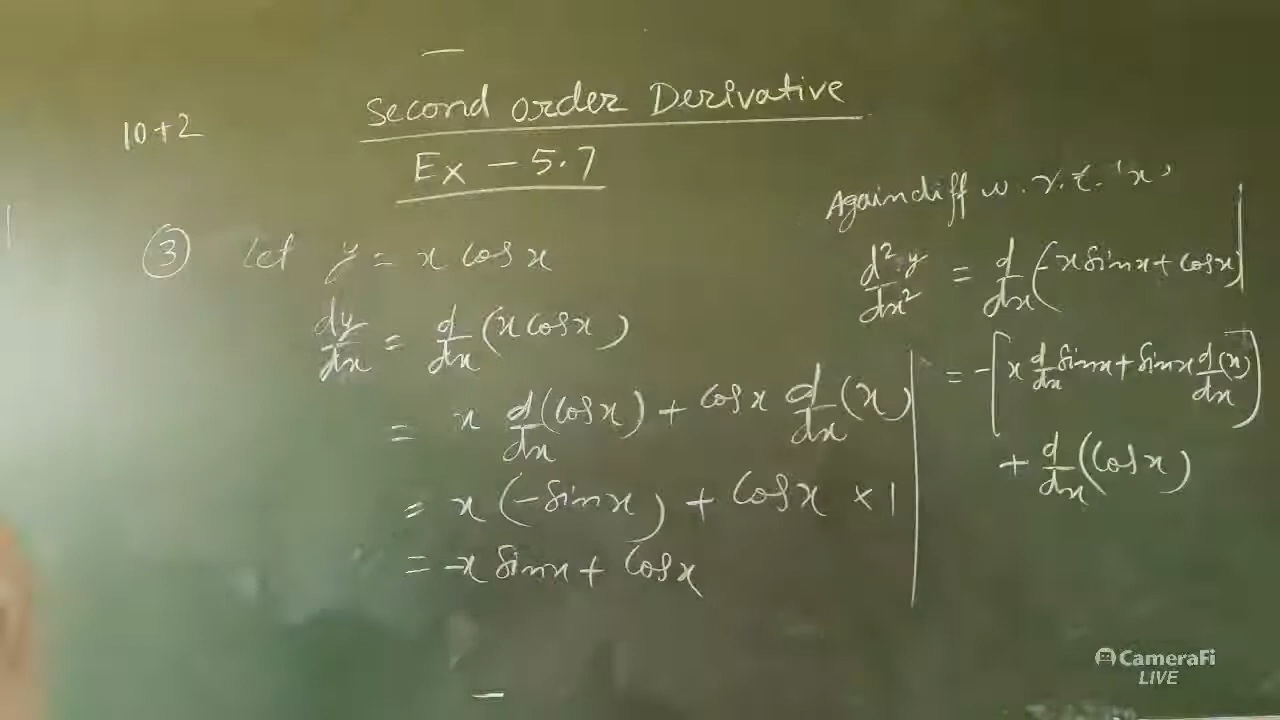 Second Order Derivative
10+2
Ex - 5.7
③ Let y = x cos x
dy/dx = d/dx (x cos x)
= x d/dx (cos x) + cos x d/dx (x)
= x (-sin x) + cos x × 1
= -x sin x + cos x
Again diff w.r.t. 'x'
d²y/dx² = d/dx (-x sin x + cos x)
= -[x d/dx sin x + sin x d(x)/dx]
+ d/dx (cos x)
CameraFi
LIVE